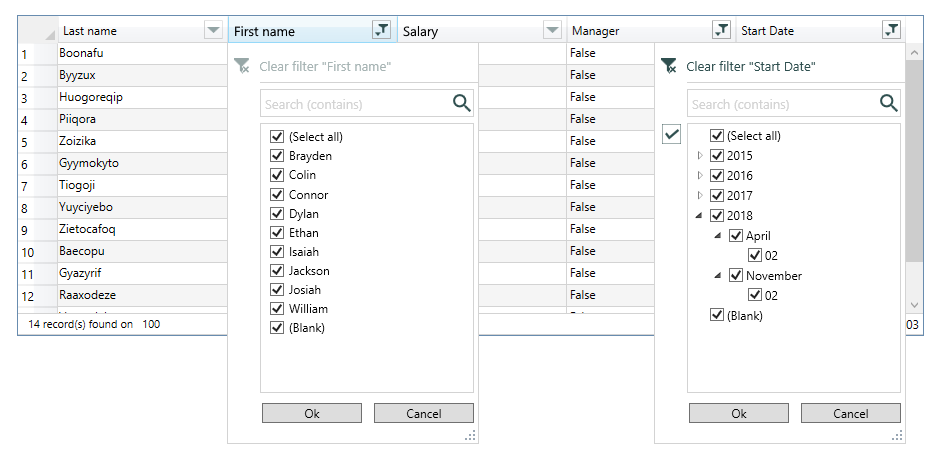 Last name First name Salary Manager Start Date
1 Boonafu False
2 Byyzux False
3 Huogoreqip False
4 Piiqora False
5 Zoizika False
6 Gyymokyto False
7 Tiogoji False
8 Yuyciyebo False
9 Zietocafoq False
10 Baecopu False
11 Gyazyrif False
12 Raaxodeze False
14 record(s) found on 100
03
Clear filter "First name"
Search (contains)
(Select all)
Brayden
Colin
Connor
Dylan
Ethan
Isaiah
Jackson
Josiah
William
(Blank)
Ok Cancel
Clear filter "Start Date"
Search (contains)
(Select all)
2015
2016
2017
2018
April
02
November
02
(Blank)
Ok Cancel